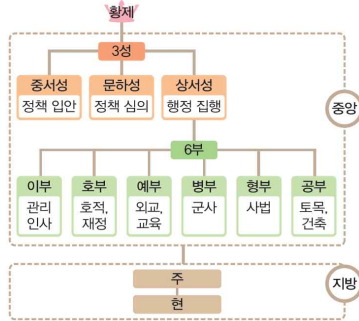 황제
3성
중서성
정책 입안
문하성
정책 심의
상서성
행정 집행
중앙
6부
이부
관리
인사
호부
호적,
재정
예부
외교,
교육
병부
군사
형부
사법
공부
토목,
건축
주
현
지방